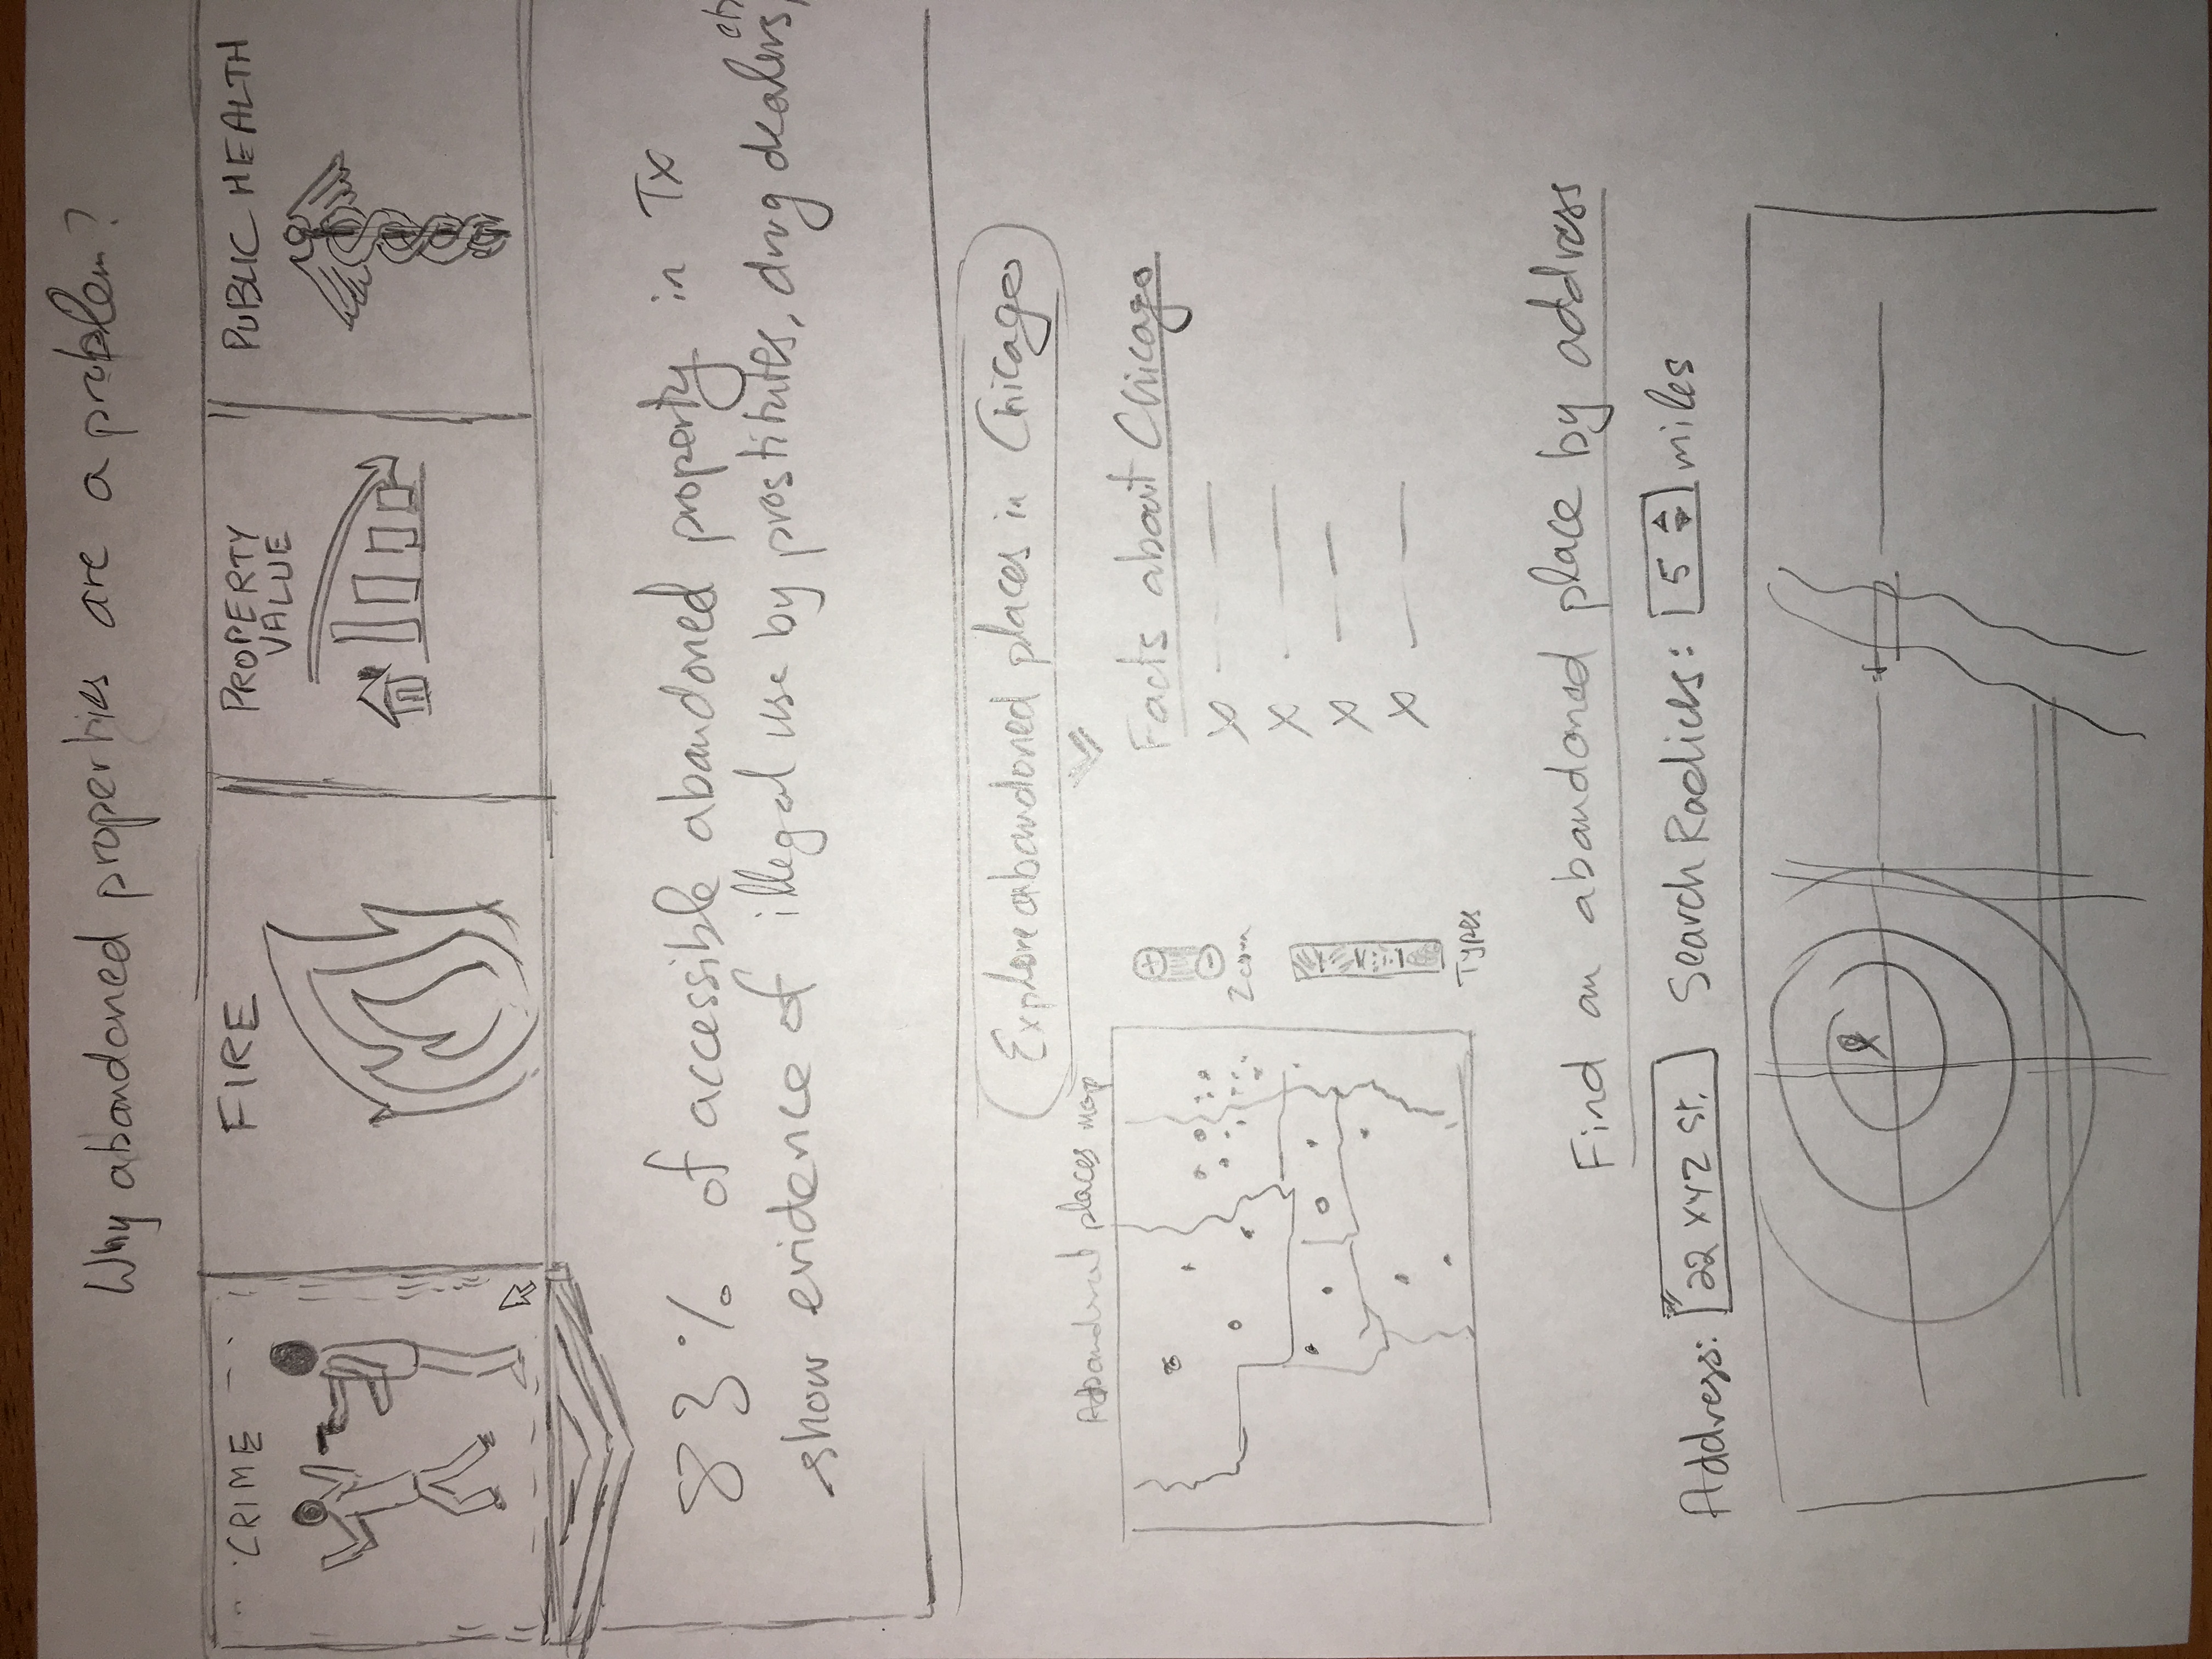 Why abandoned properties are a problem?
CRIME
FIRE
PROPERTY
VALUE
PUBLIC HEALTH
83% of accessible abandoned property in Tx
show evidence of illegal use by prostitutes, drug dealers, etc
Explore abandoned places in Chicago
Abandoned places map
Zoom
Types
Facts about Chicago
Find an abandoned place by address
Address: 22 XYZ St. Search Radius: 5 miles